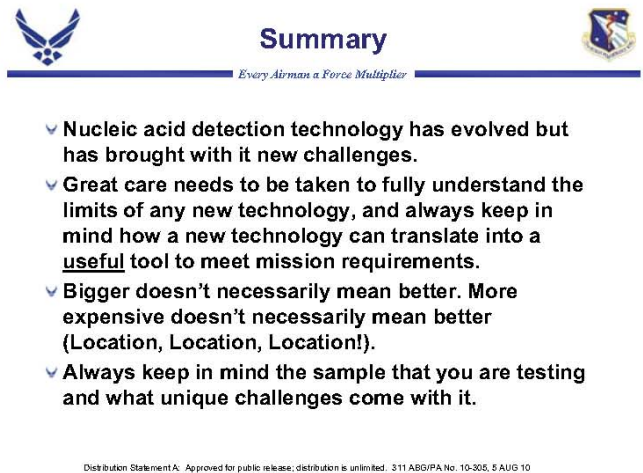 Summary
Every Airman a Force Multiplier
Nucleic acid detection technology has evolved but
has brought with it new challenges.
Great care needs to be taken to fully understand the
limits of any new technology, and always keep in
mind how a new technology can translate into a
useful tool to meet mission requirements.
Bigger doesn't necessarily mean better. More
expensive doesn't necessarily mean better
(Location, Location, Location!).
Always keep in mind the sample that you are testing
and what unique challenges come with it.
Distribution Statement A: Approved for public release; distribution is unlimited. 311 ABG/PA No. 10-305, 5 AUG 10